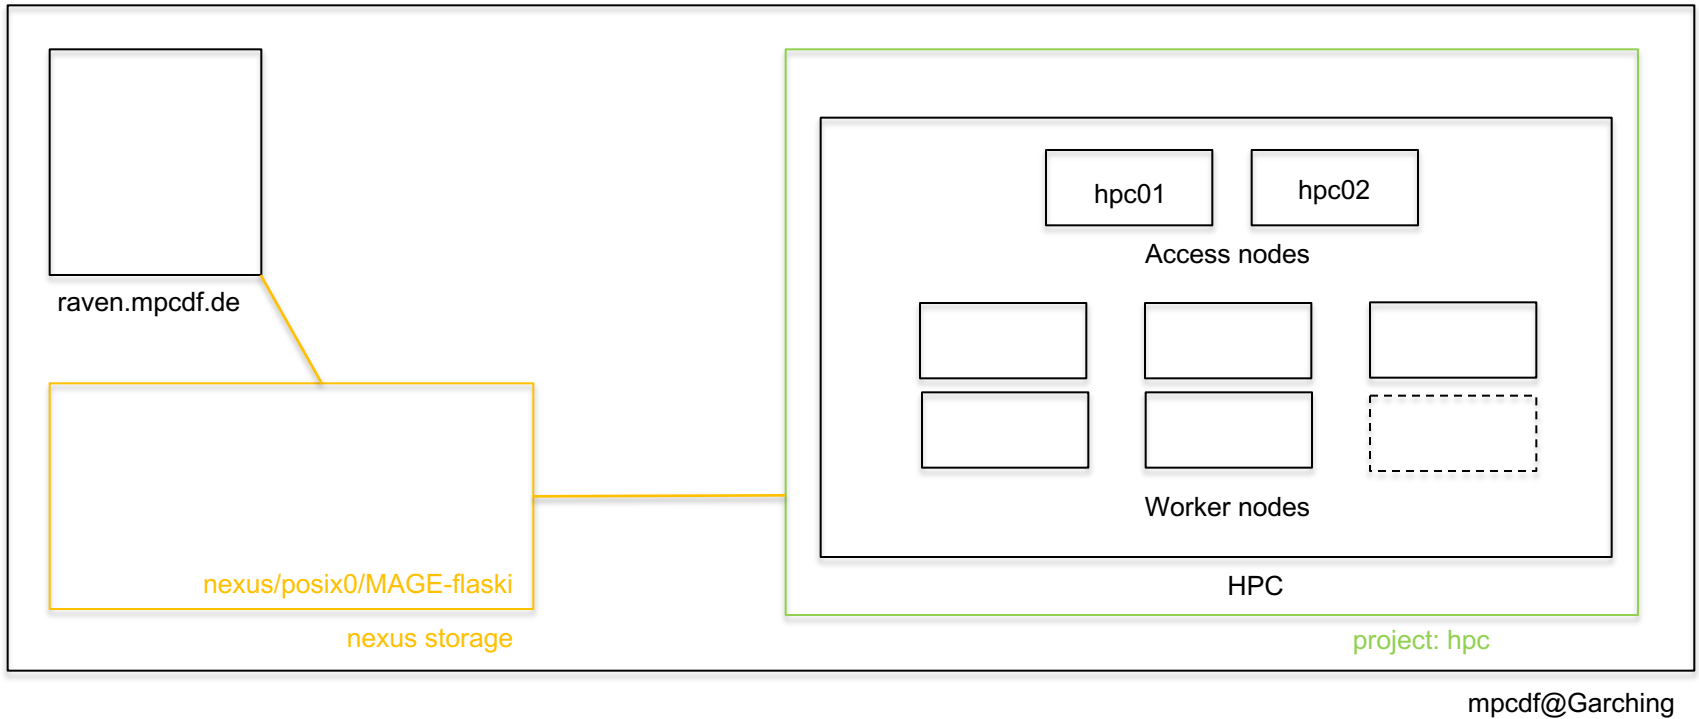 hpc01
hpc02
Access nodes
raven.mpcdf.de
Worker nodes
nexus/posix0/MAGE-flaski
HPC
nexus storage
project: hpc
mpcdf@Garching